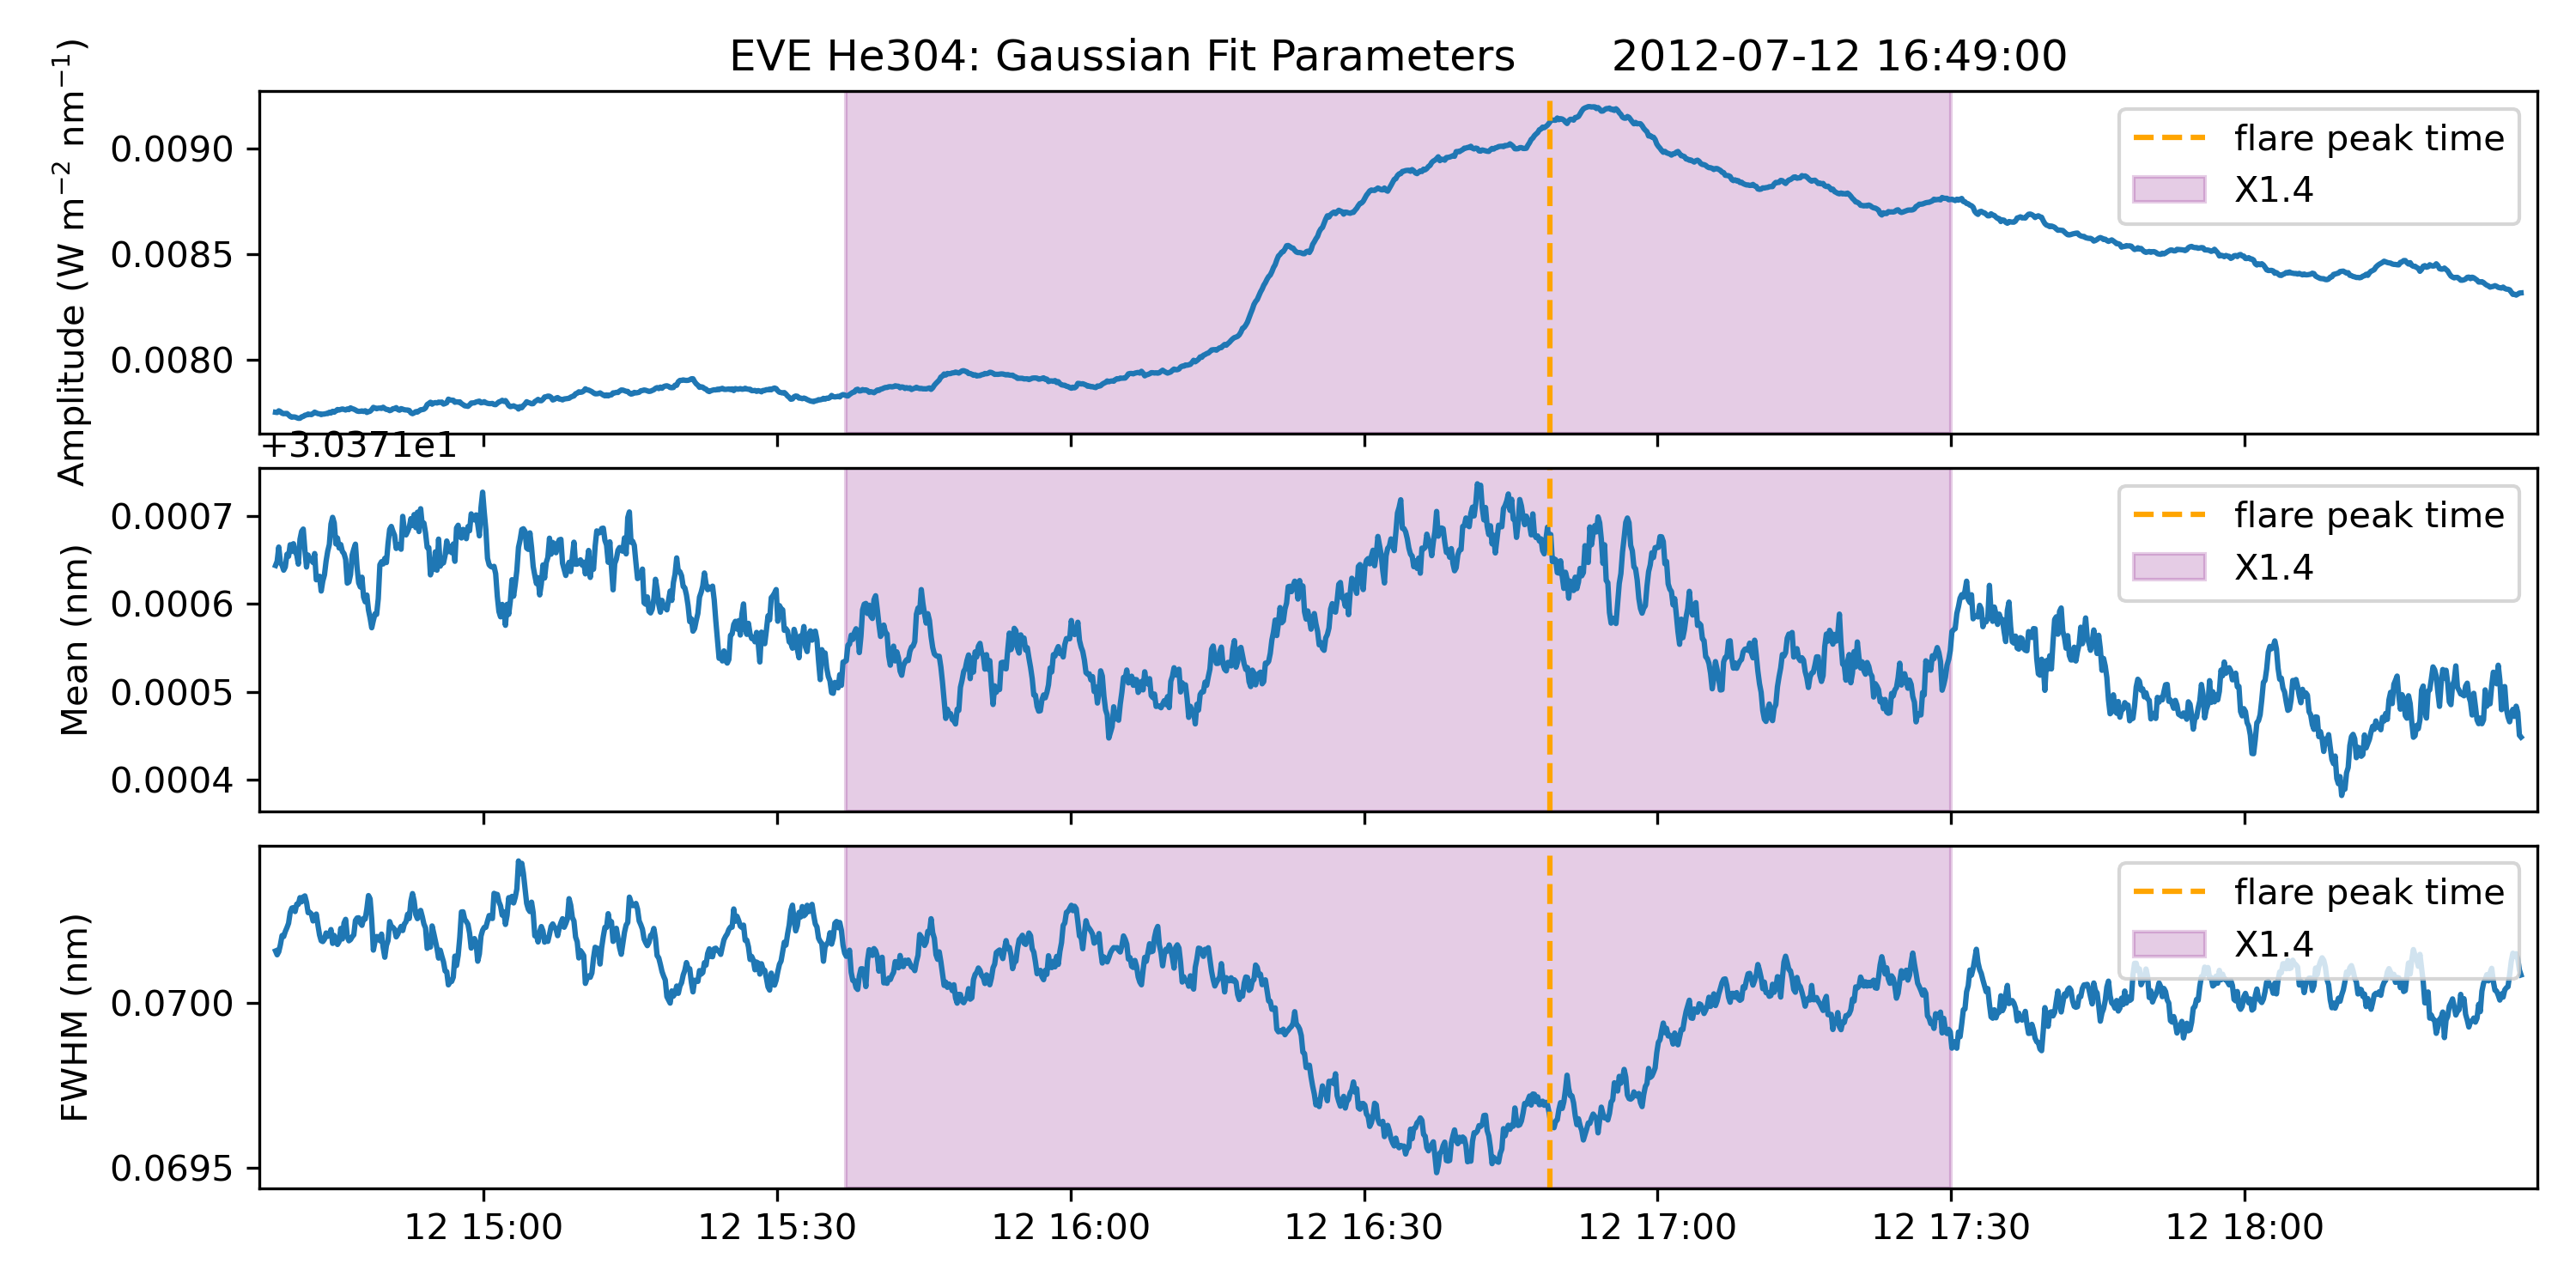 EVE He304: Gaussian Fit Parameters 2012-07-12 16:49:00
Amplitude (W m⁻² nm⁻¹)
0.0090
0.0085
0.0080
flare peak time
X1.4
+3.0371e1
Mean (nm)
0.0007
0.0006
0.0005
0.0004
flare peak time
X1.4
FWHM (nm)
0.0700
0.0695
flare peak time
X1.4
12 15:00 12 15:30 12 16:00 12 16:30 12 17:00 12 17:30 12 18:00